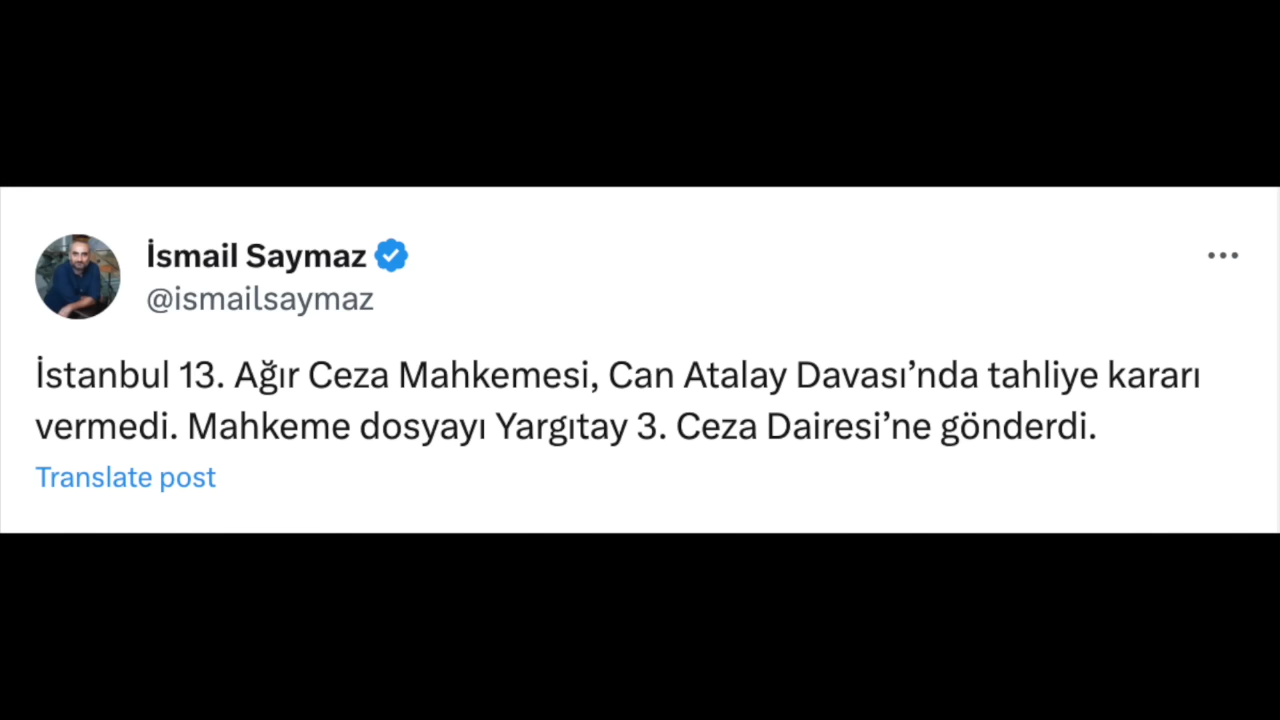 İsmail Saymaz
@ismailsaymaz
İstanbul 13. Ağır Ceza Mahkemesi, Can Atalay Davası’nda tahliye kararı
vermedi. Mahkeme dosyayı Yargıtay 3. Ceza Dairesi’ne gönderdi.
Translate post